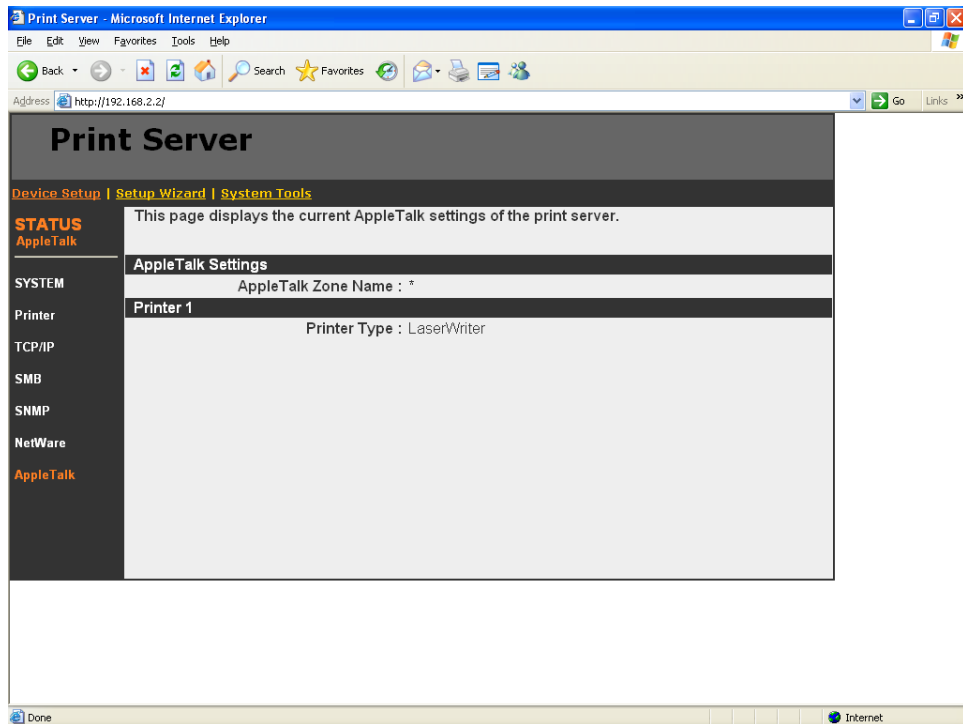 Print Server - Microsoft Internet Explorer
File Edit View Favorites Tools Help
Back Search Favorites
Address http://192.168.2.2/ Go Links »
Print Server
Device Setup | Setup Wizard | System Tools
STATUS
AppleTalk
SYSTEM
Printer
TCP/IP
SMB
SNMP
NetWare
AppleTalk
This page displays the current AppleTalk settings of the print server.
AppleTalk Settings
AppleTalk Zone Name : *
Printer 1
Printer Type : LaserWriter
Done Internet